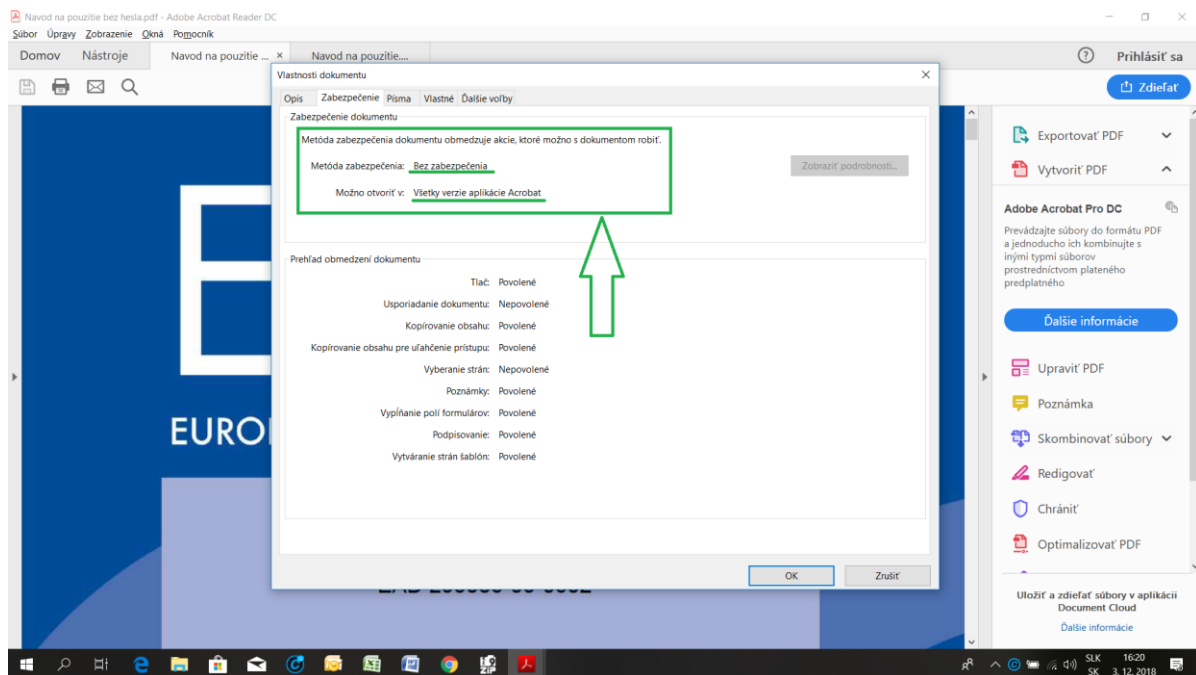 Navod na pouzitie bez hesla.pdf - Adobe Acrobat Reader DC
Súbor Úpravy Zobrazenie Okná Pomocník
Domov Nástroje Navod na pouzitie ... × Navod na pouzitie.... Prihlásiť sa
Zdieľať
Vlastnosti dokumentu
Opis Zabezpečenie Písma Vlastné Ďalšie voľby
Zabezpečenie dokumentu
Metóda zabezpečenia dokumentu obmedzuje akcie, ktoré možno s dokumentom robiť.
Metóda zabezpečenia: Bez zabezpečenia
Zobraziť podrobnosti...
Možno otvoriť v: Všetky verzie aplikácie Acrobat
Prehľad obmedzení dokumentu
Tlač: Povolené
Usporiadanie dokumentu: Nepovolené
Kopírovanie obsahu: Povolené
Kopírovanie obsahu pre uľahčenie prístupu: Povolené
Vyberanie strán: Nepovolené
Poznámky: Povolené
Vypĺňanie polí formulárov: Povolené
Podpisovanie: Povolené
Vytváranie strán šablón: Povolené
OK Zrušiť
EURO
Exportovať PDF
Vytvoriť PDF
Adobe Acrobat Pro DC
Prevádzajte súbory do formátu PDF
a jednoducho ich kombinujte s
inými typmi súborov
prostredníctvom plateného
predplatného
Ďalšie informácie
Upraviť PDF
Poznámka
Skombinovať súbory
Redigovať
Chrániť
Optimalizovať PDF
Uložiť a zdieľať súbory v aplikácii
Document Cloud
Ďalšie informácie
SLK 16:20
SK 3. 12. 2018